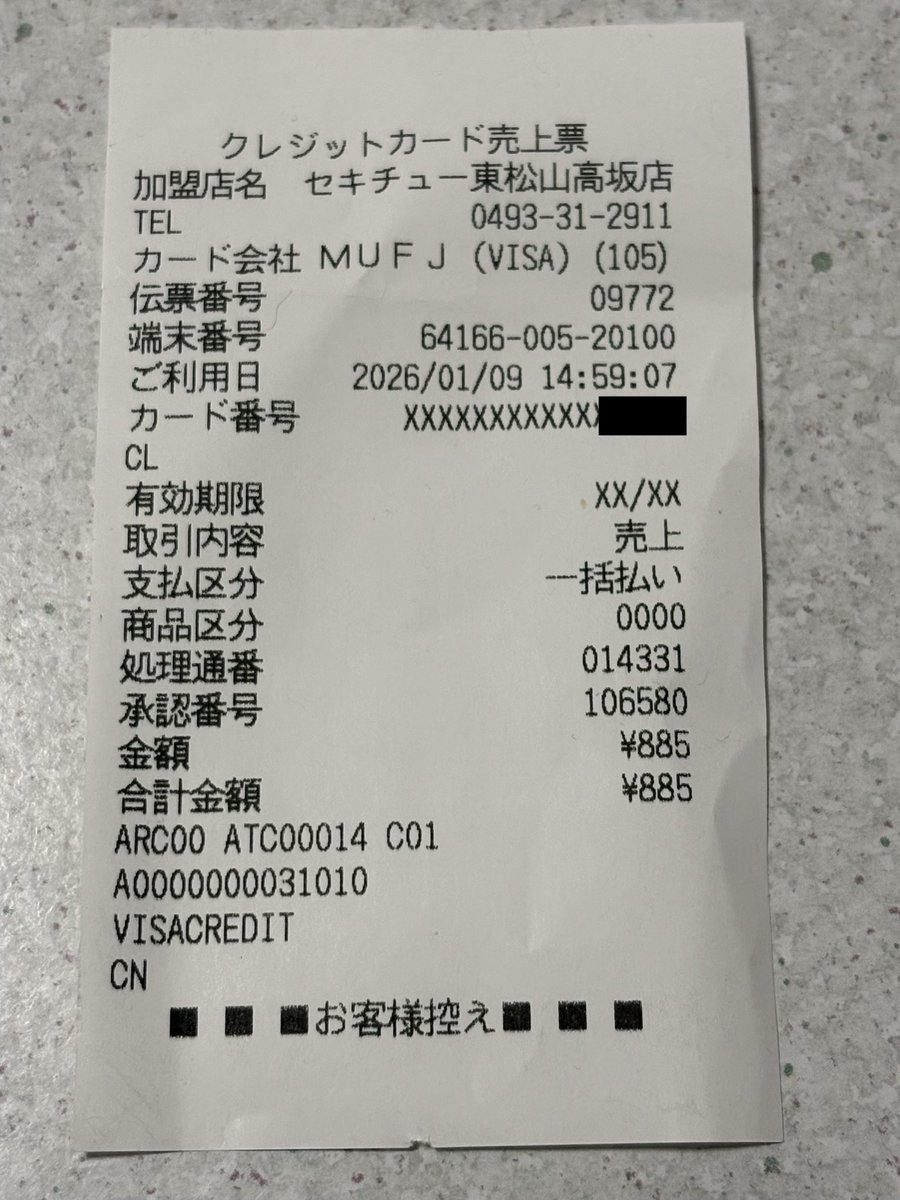 クレジットカード売上票
加盟店名 セキチュー東松山高坂店
TEL 0493-31-2911
カード会社 ＭＵＦＪ (VISA) (105)
伝票番号 09772
端末番号 64166-005-20100
ご利用日 2026/01/09 14:59:07
カード番号 XXXXXXXXXXXX
CL
有効期限 XX/XX
取引内容 売上
支払区分 一括払い
商品区分 0000
処理通番 014331
承認番号 106580
金額 ¥885
合計金額 ¥885
ARC00 ATC00014 C01
A0000000031010
VISACREDIT
CN
■ ■ ■お客様控え■ ■ ■